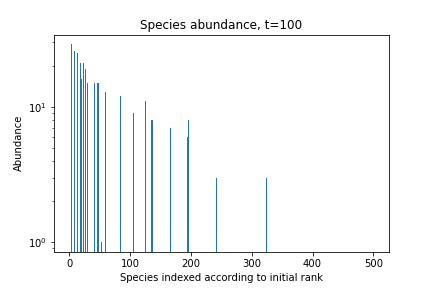 Species abundance, t=100
10¹
10⁰
Abundance
0 100 200 300 400 500
Species indexed according to initial rank